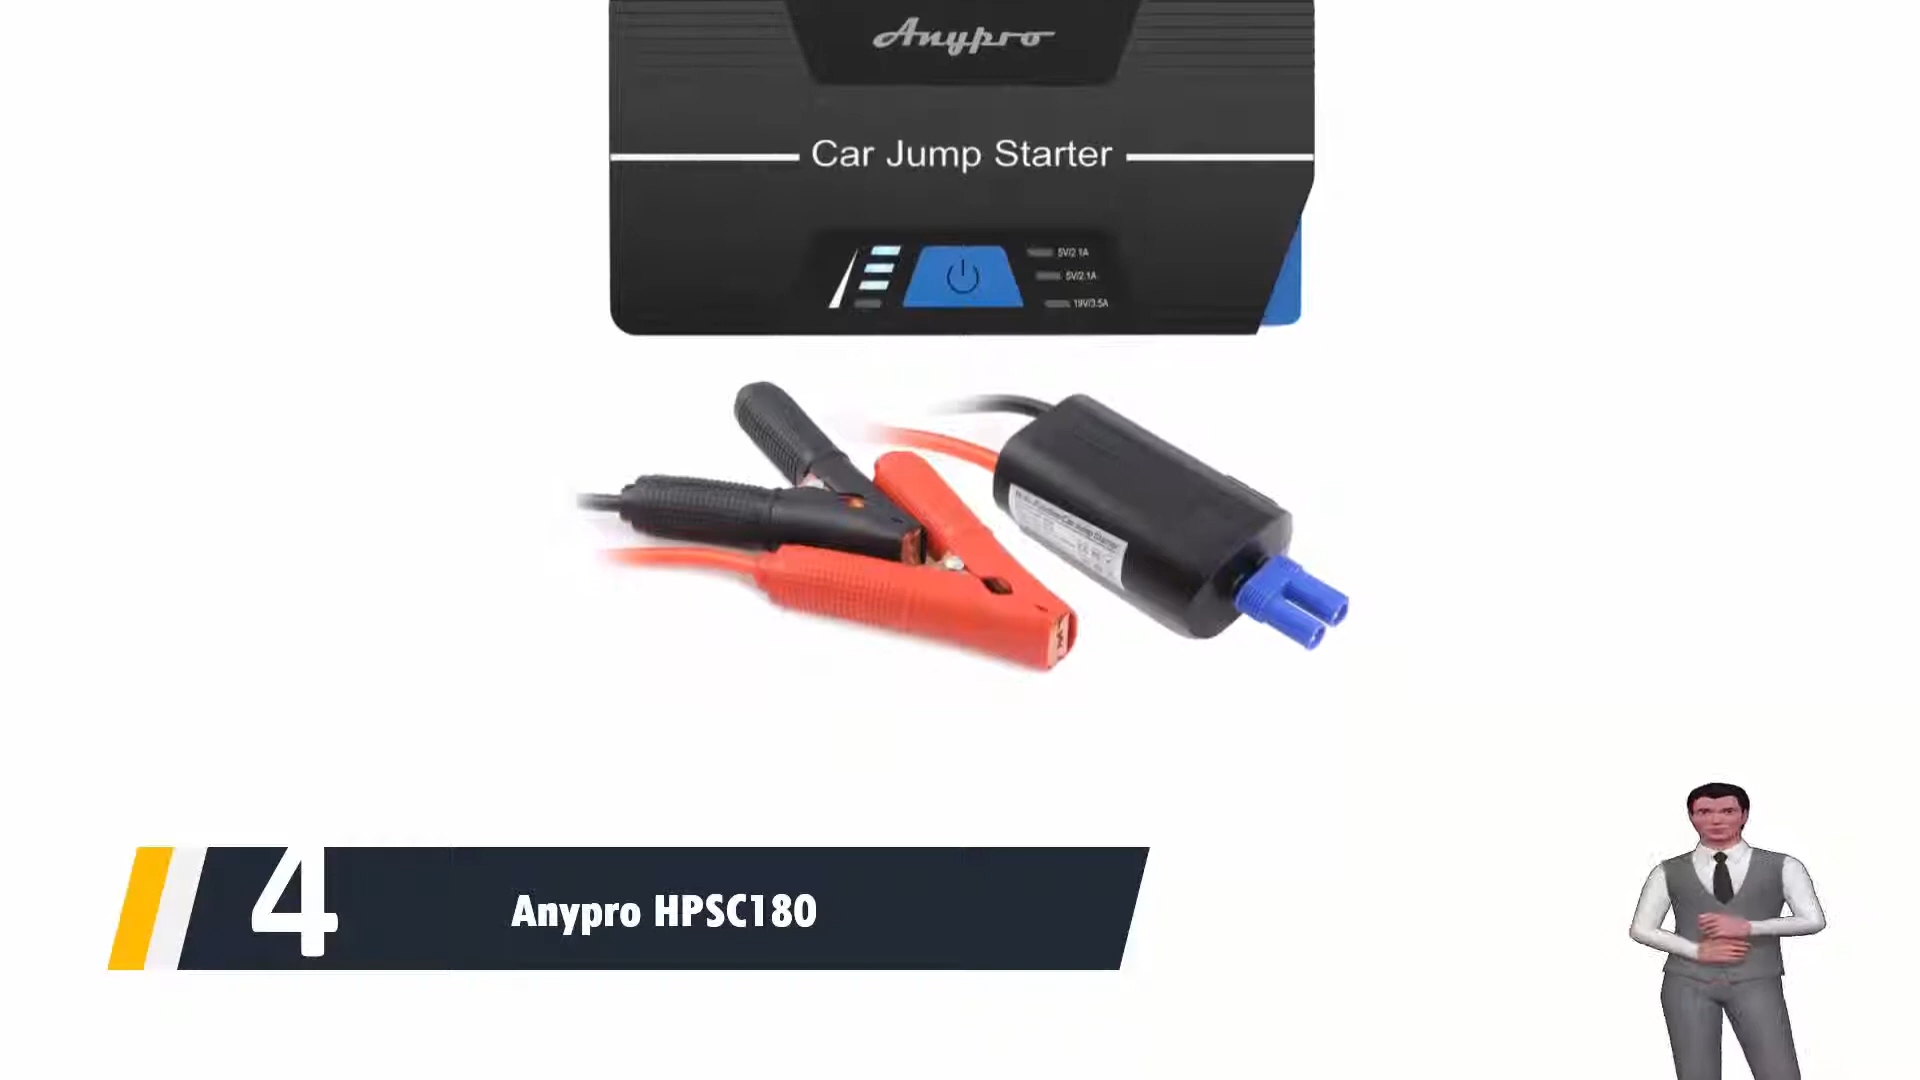 Anypro
Car Jump Starter
5V/2.1A
5V/2.1A
19V/3.5A
4
Anypro HPSC180